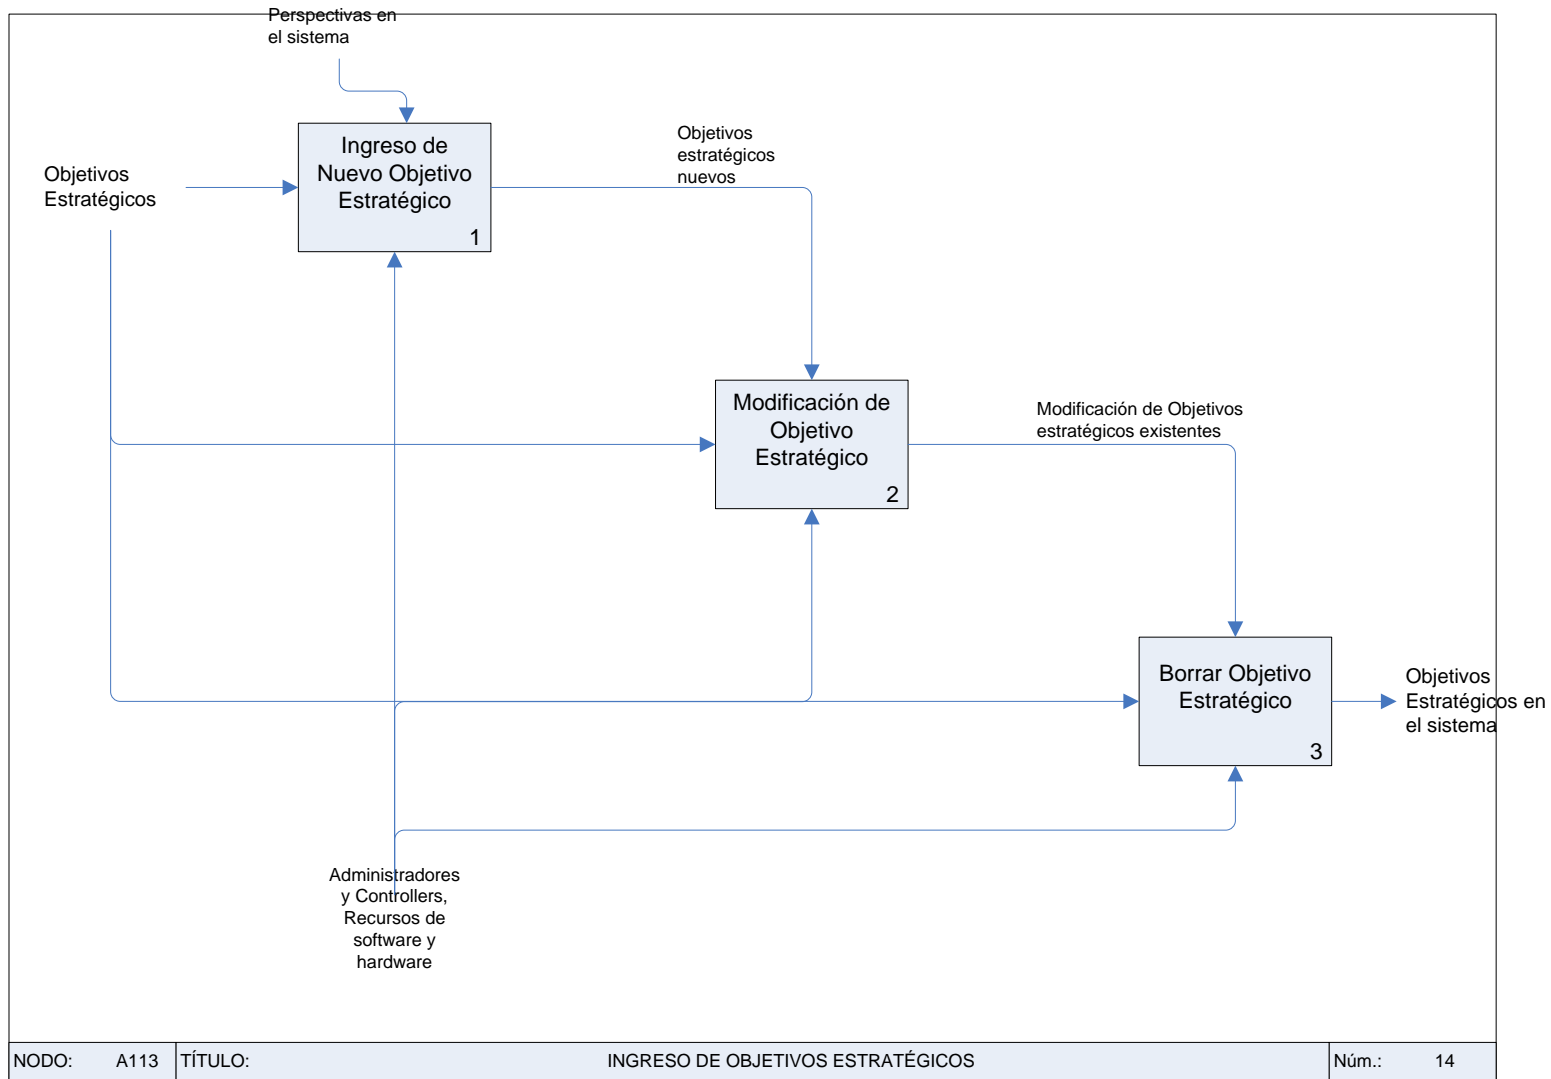 Perspectivas en
el sistema
Objetivos
Estratégicos
Ingreso de
Nuevo Objetivo
Estratégico
1
Objetivos
estratégicos
nuevos
Modificación de
Objetivo
Estratégico
2
Modificación de Objetivos
estratégicos existentes
Borrar Objetivo
Estratégico
3
Objetivos
Estratégicos en
el sistema
Administradores
y Controllers,
Recursos de
software y
hardware
NODO: A113 TÍTULO: INGRESO DE OBJETIVOS ESTRATÉGICOS Núm.: 14